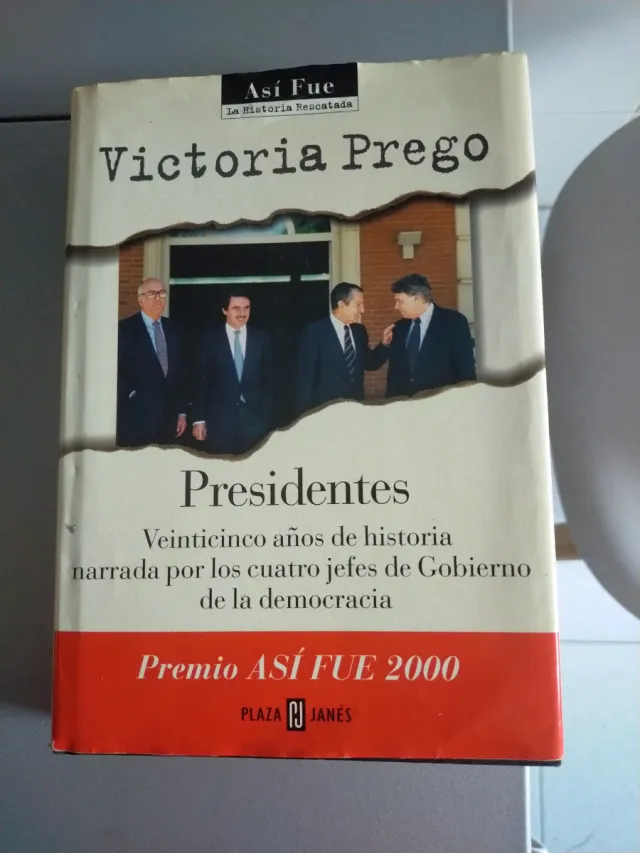 Así Fue
La Historia Rescatada
Victoria Prego
Presidentes
Veinticinco años de historia
narrada por los cuatro jefes de Gobierno
de la democracia
Premio ASÍ FUE 2000
PLAZA JANÉS